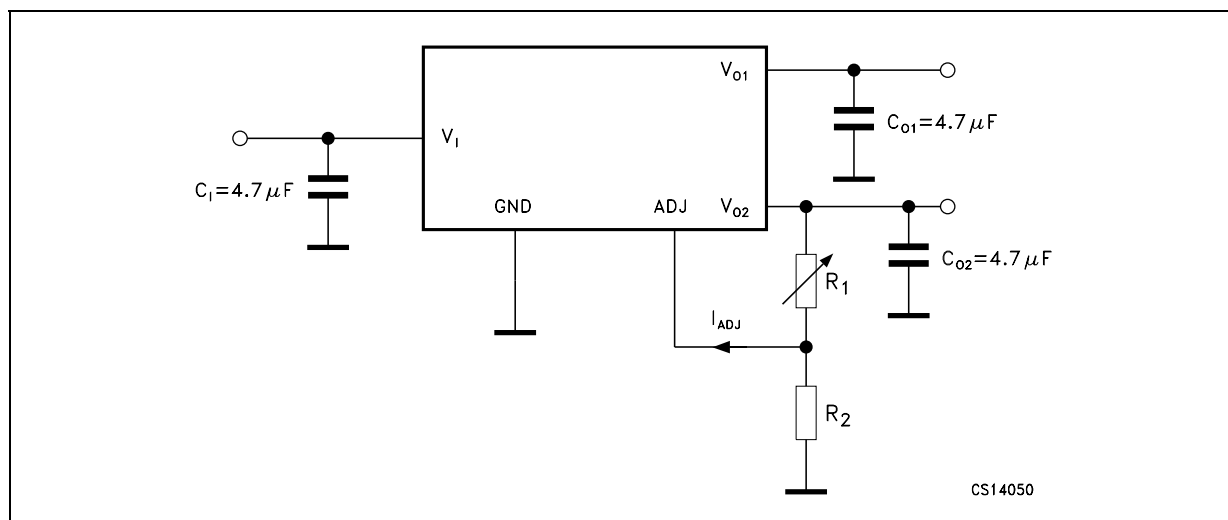 V_O1
C_O1=4.7μF
V_I
C_I=4.7μF
GND
ADJ
V_O2
C_O2=4.7μF
R_1
I_ADJ
R_2
CS14050